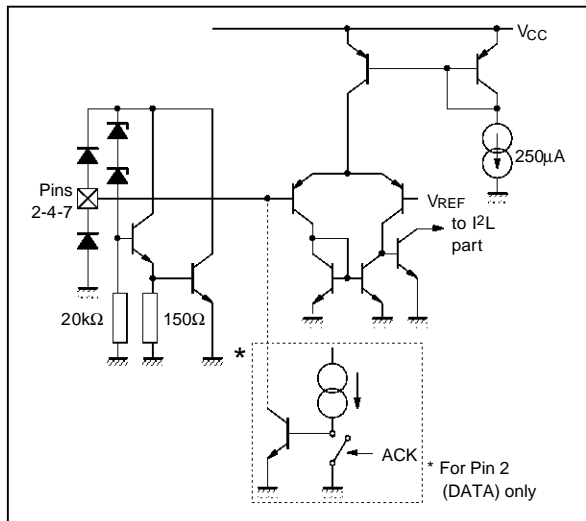 VCC
250µA
Pins
2-4-7
VREF
to I²L
part
20kΩ
150Ω
*
ACK
* For Pin 2
(DATA) only